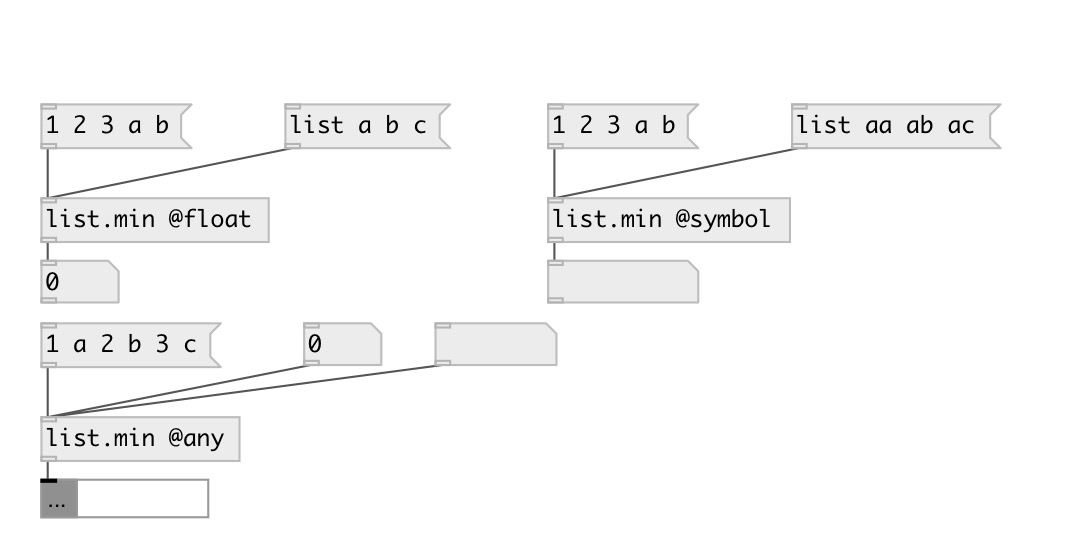 1 2 3 a b
list a b c
1 2 3 a b
list aa ab ac
list.min @float
list.min @symbol
0
1 a 2 b 3 c
0
list.min @any
...